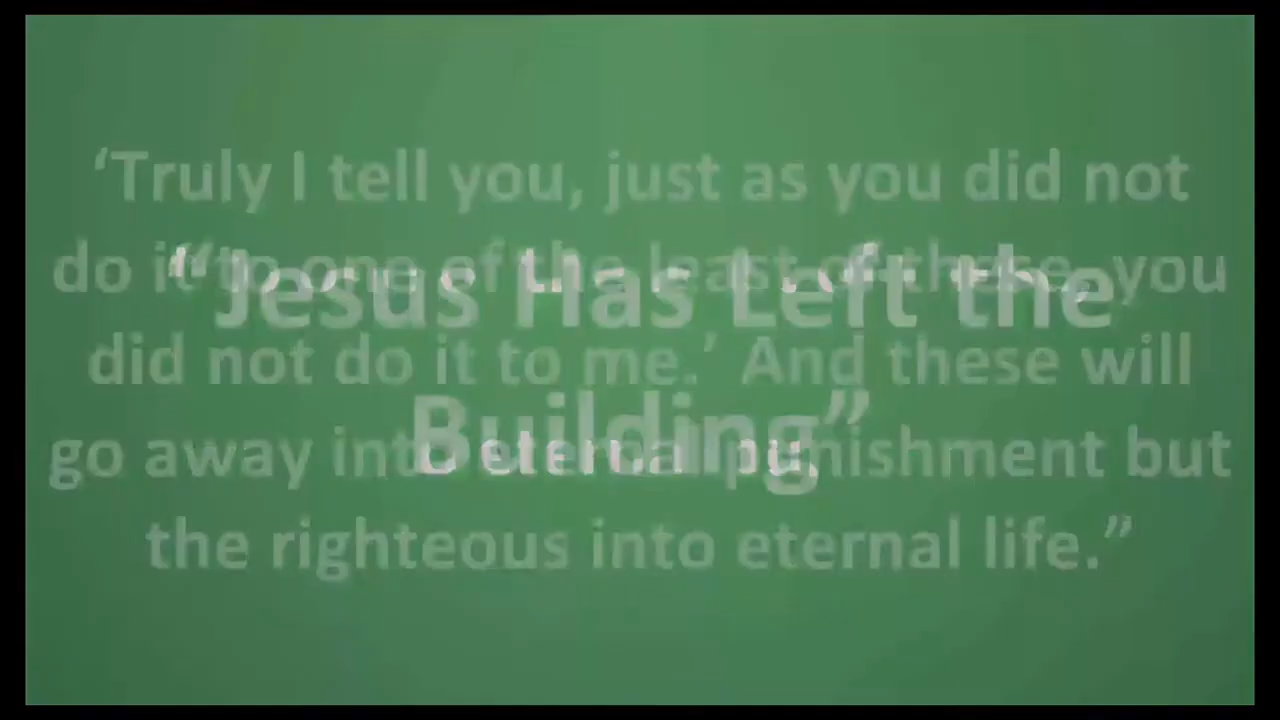 ‘Truly I tell you, just as you did not
do it to one of the least of these, you
did not do it to me.’ And these will
go away into eternal punishment but
the righteous into eternal life.”
“Jesus Has Left the
Building”